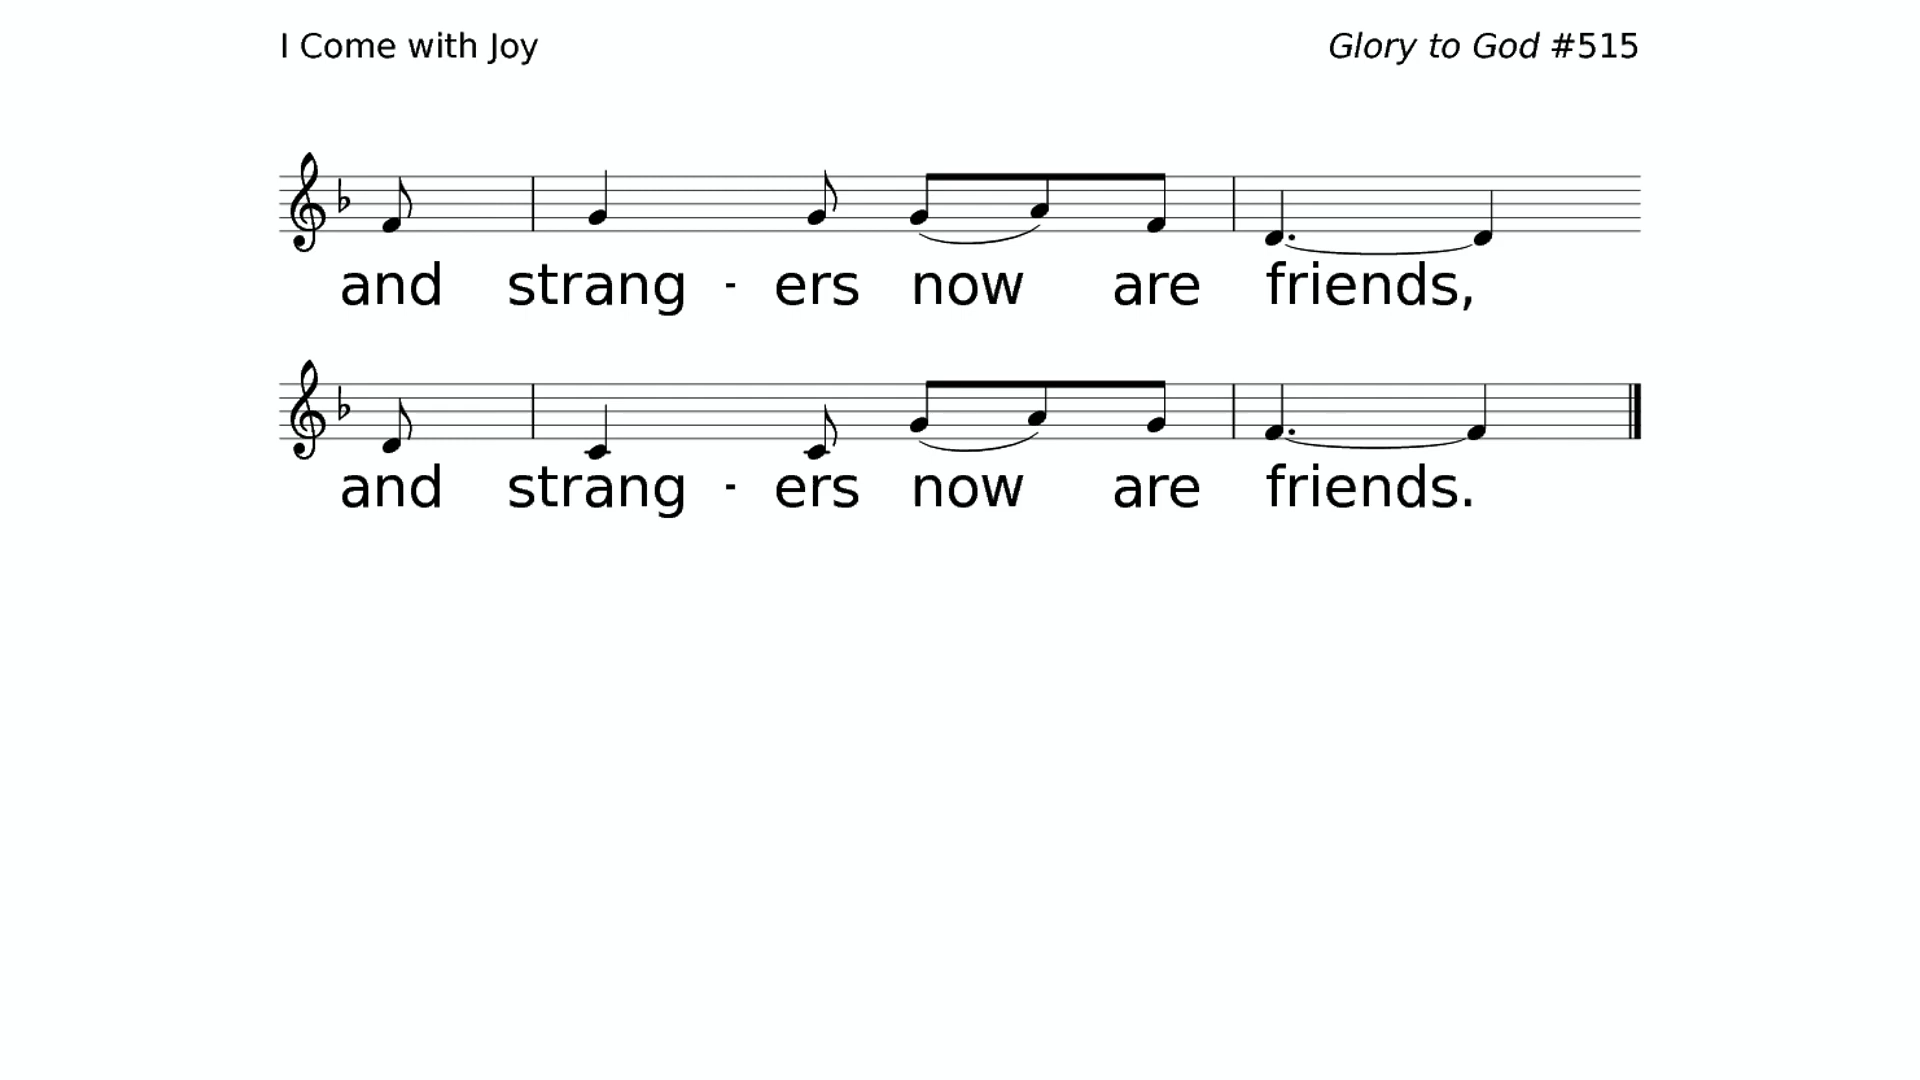 I Come with Joy Glory to God #515
and strang - ers now are friends,
and strang - ers now are friends.